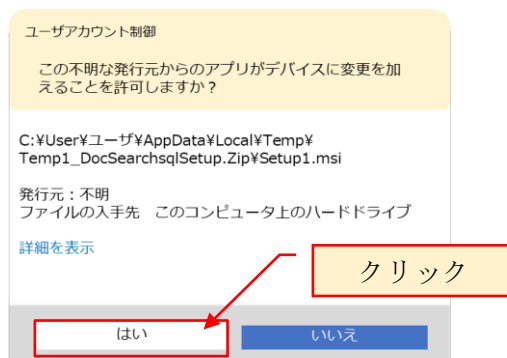 ユーザアカウント制御
この不明な発行元からのアプリがデバイスに変更を加
えることを許可しますか？
C:¥User¥ユーザ¥AppData¥Local¥Temp¥
Temp1_DocSearchsqlSetup.Zip¥Setup1.msi
発行元：不明
ファイルの入手先　このコンピュータ上のハードドライブ
詳細を表示
クリック
はい
いいえ